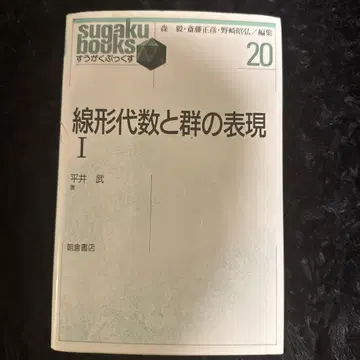 sugaku
books
すうがくぶっくす
森 毅・斎藤正彦・野崎昭弘／編集
20
線形代数と群の表現
I
平井 武
著
朝倉書店